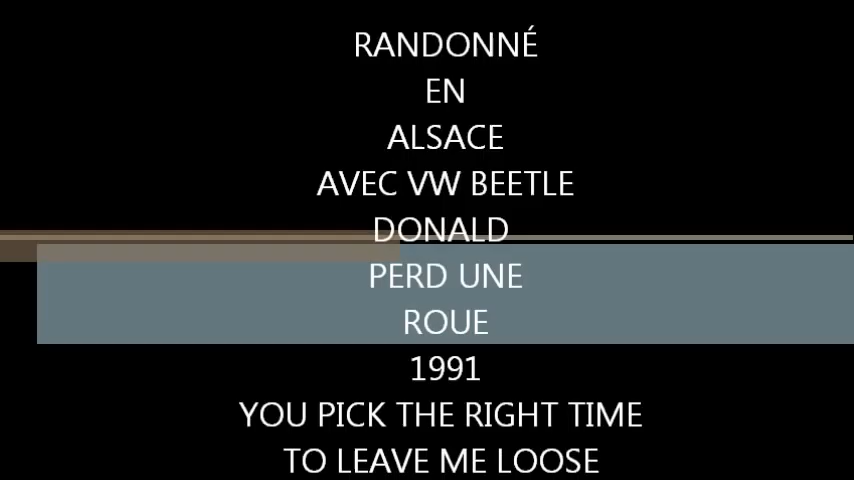 RANDONNÉ
EN
ALSACE
AVEC VW BEETLE
DONALD
PERD UNE
ROUE
1991
YOU PICK THE RIGHT TIME
TO LEAVE ME LOOSE